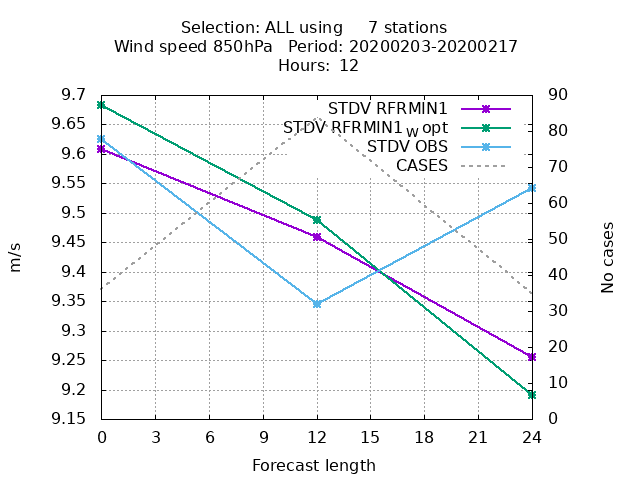 Selection: ALL using     7 stations
Wind speed 850hPa   Period: 20200203-20200217
Hours: 12
STDV RFRMIN1
STDV RFRMIN1_W opt
STDV OBS
CASES
9.7
9.65
9.6
9.55
9.5
9.45
9.4
9.35
9.3
9.25
9.2
9.15
m/s
90
80
70
60
50
40
30
20
10
0
No cases
0 3 6 9 12 15 18 21 24
Forecast length